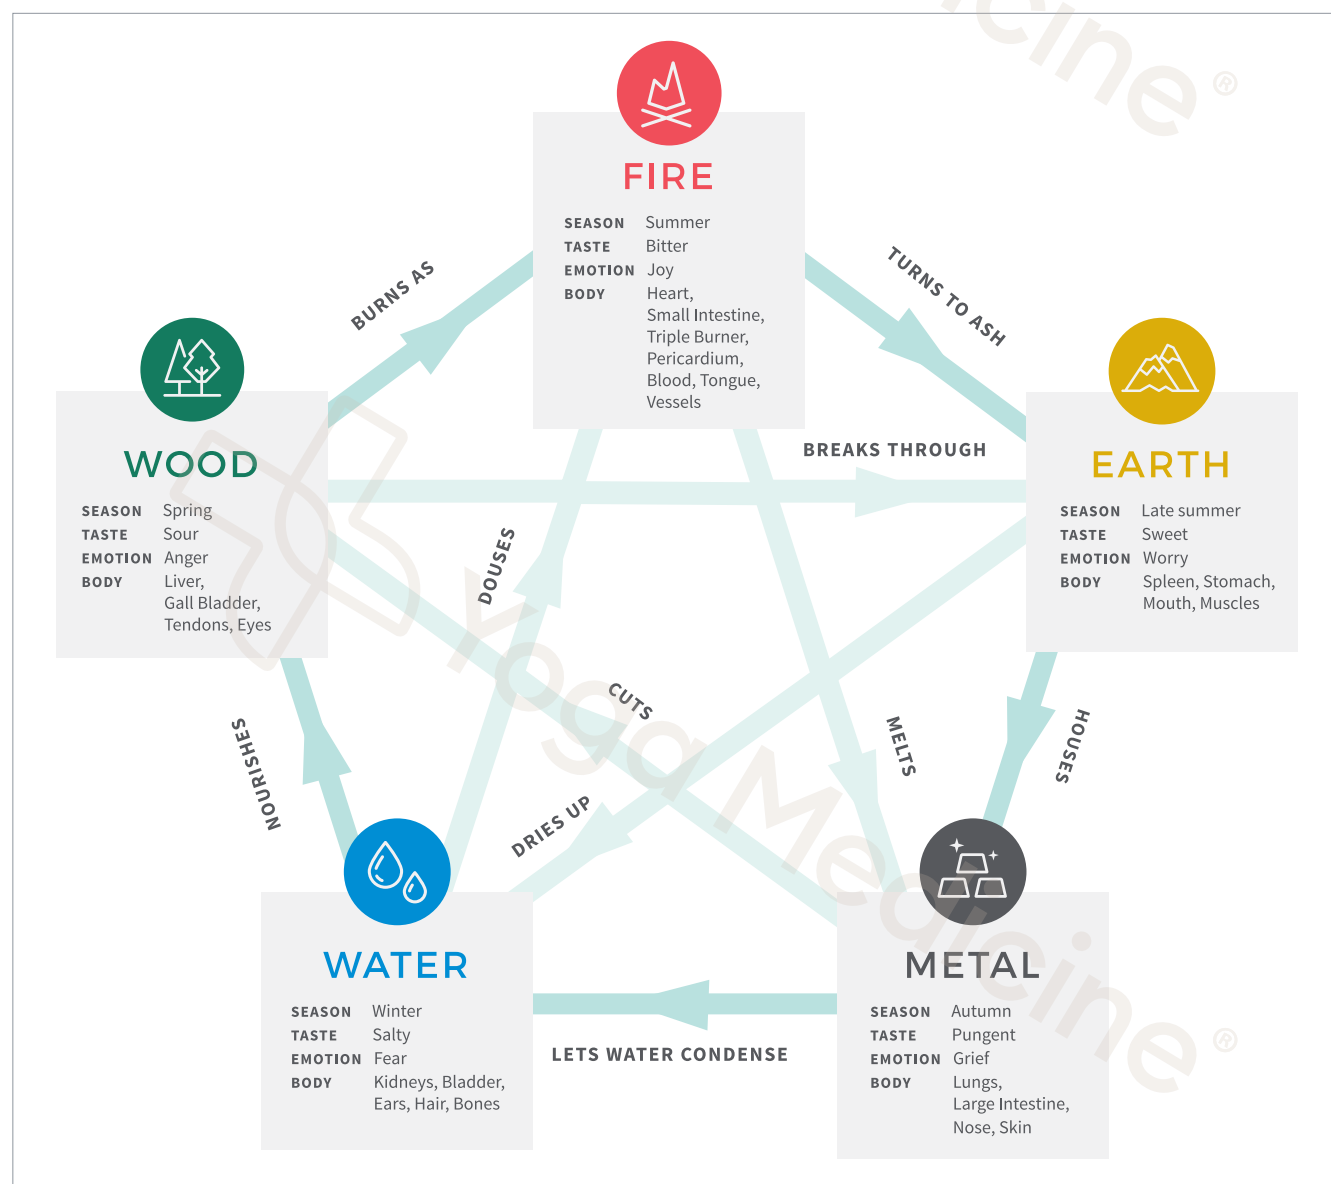 FIRE
SEASON Summer
TASTE Bitter
EMOTION Joy
BODY Heart,
Small Intestine,
Triple Burner,
Pericardium,
Blood, Tongue,
Vessels
BURNS AS
TURNS TO ASH
WOOD
SEASON Spring
TASTE Sour
EMOTION Anger
BODY Liver,
Gall Bladder,
Tendons, Eyes
BREAKS THROUGH
EARTH
SEASON Late summer
TASTE Sweet
EMOTION Worry
BODY Spleen, Stomach,
Mouth, Muscles
DOUSES
CUTS
MELTS
HOUSES
NOURISHES
DRIES UP
WATER
SEASON Winter
TASTE Salty
EMOTION Fear
BODY Kidneys, Bladder,
Ears, Hair, Bones
LETS WATER CONDENSE
METAL
SEASON Autumn
TASTE Pungent
EMOTION Grief
BODY Lungs,
Large Intestine,
Nose, Skin
Yoga Medicine®